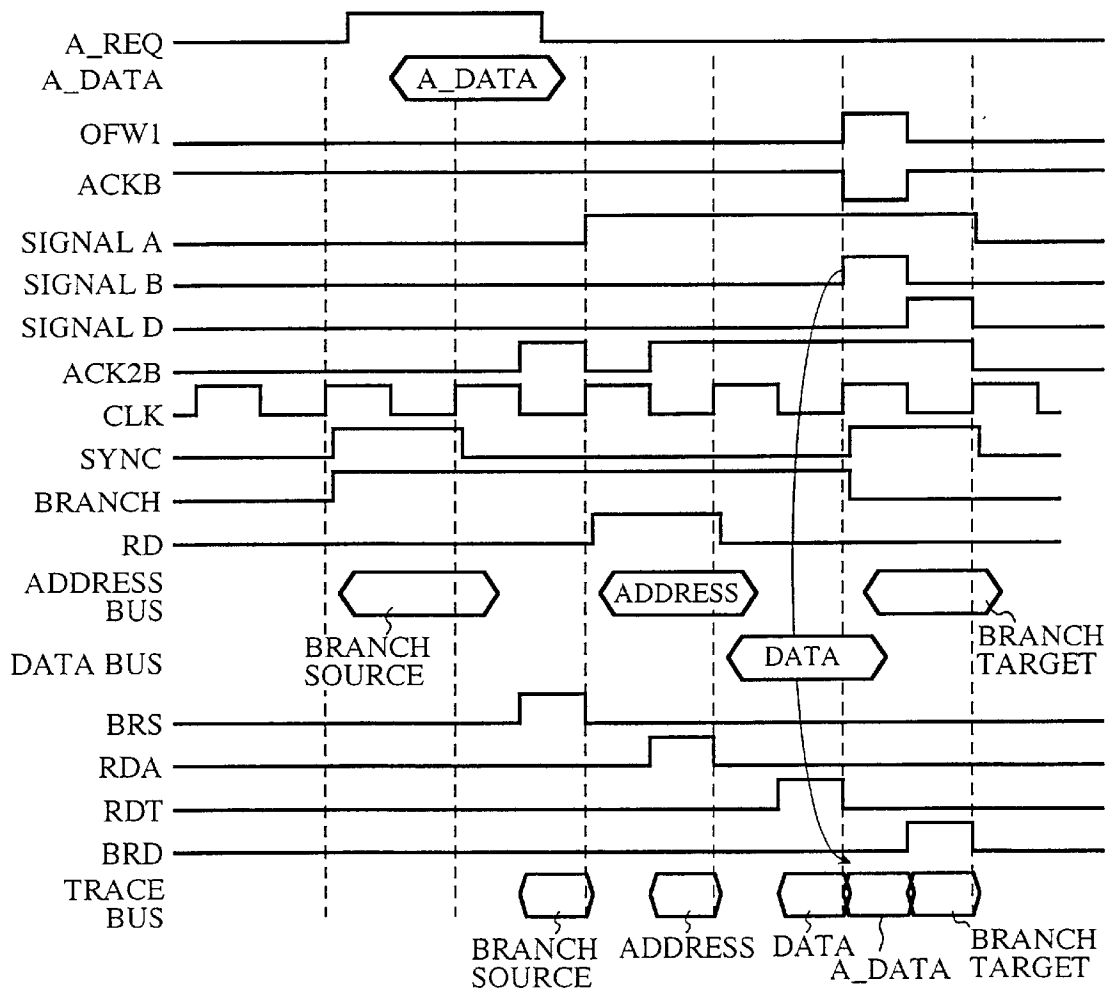 A_REQ
A_DATA
A_DATA
OFW1
ACKB
SIGNAL A
SIGNAL B
SIGNAL D
ACK2B
CLK
SYNC
BRANCH
RD
ADDRESS
BUS
ADDRESS
BRANCH
SOURCE
BRANCH
TARGET
DATA BUS
DATA
BRS
RDA
RDT
BRD
TRACE
BUS
BRANCH
SOURCE
ADDRESS
DATA
A_DATA
BRANCH
TARGET